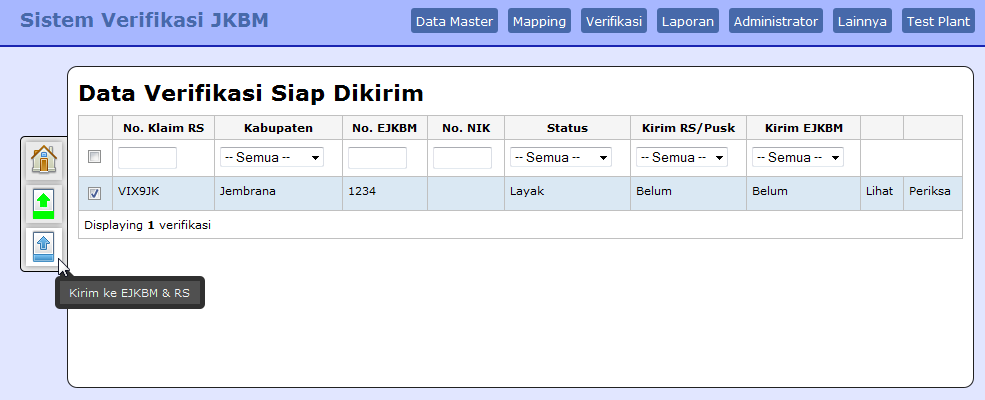 Sistem Verifikasi JKBM
Data Master Mapping Verifikasi Laporan Administrator Lainnya Test Plant
Data Verifikasi Siap Dikirim
No. Klaim RS Kabupaten No. EJKBM No. NIK Status Kirim RS/Pusk Kirim EJKBM
-- Semua -- -- Semua -- -- Semua -- -- Semua --
VIX9JK Jembrana 1234 Layak Belum Belum Lihat Periksa
Displaying 1 verifikasi
Kirim ke EJKBM & RS